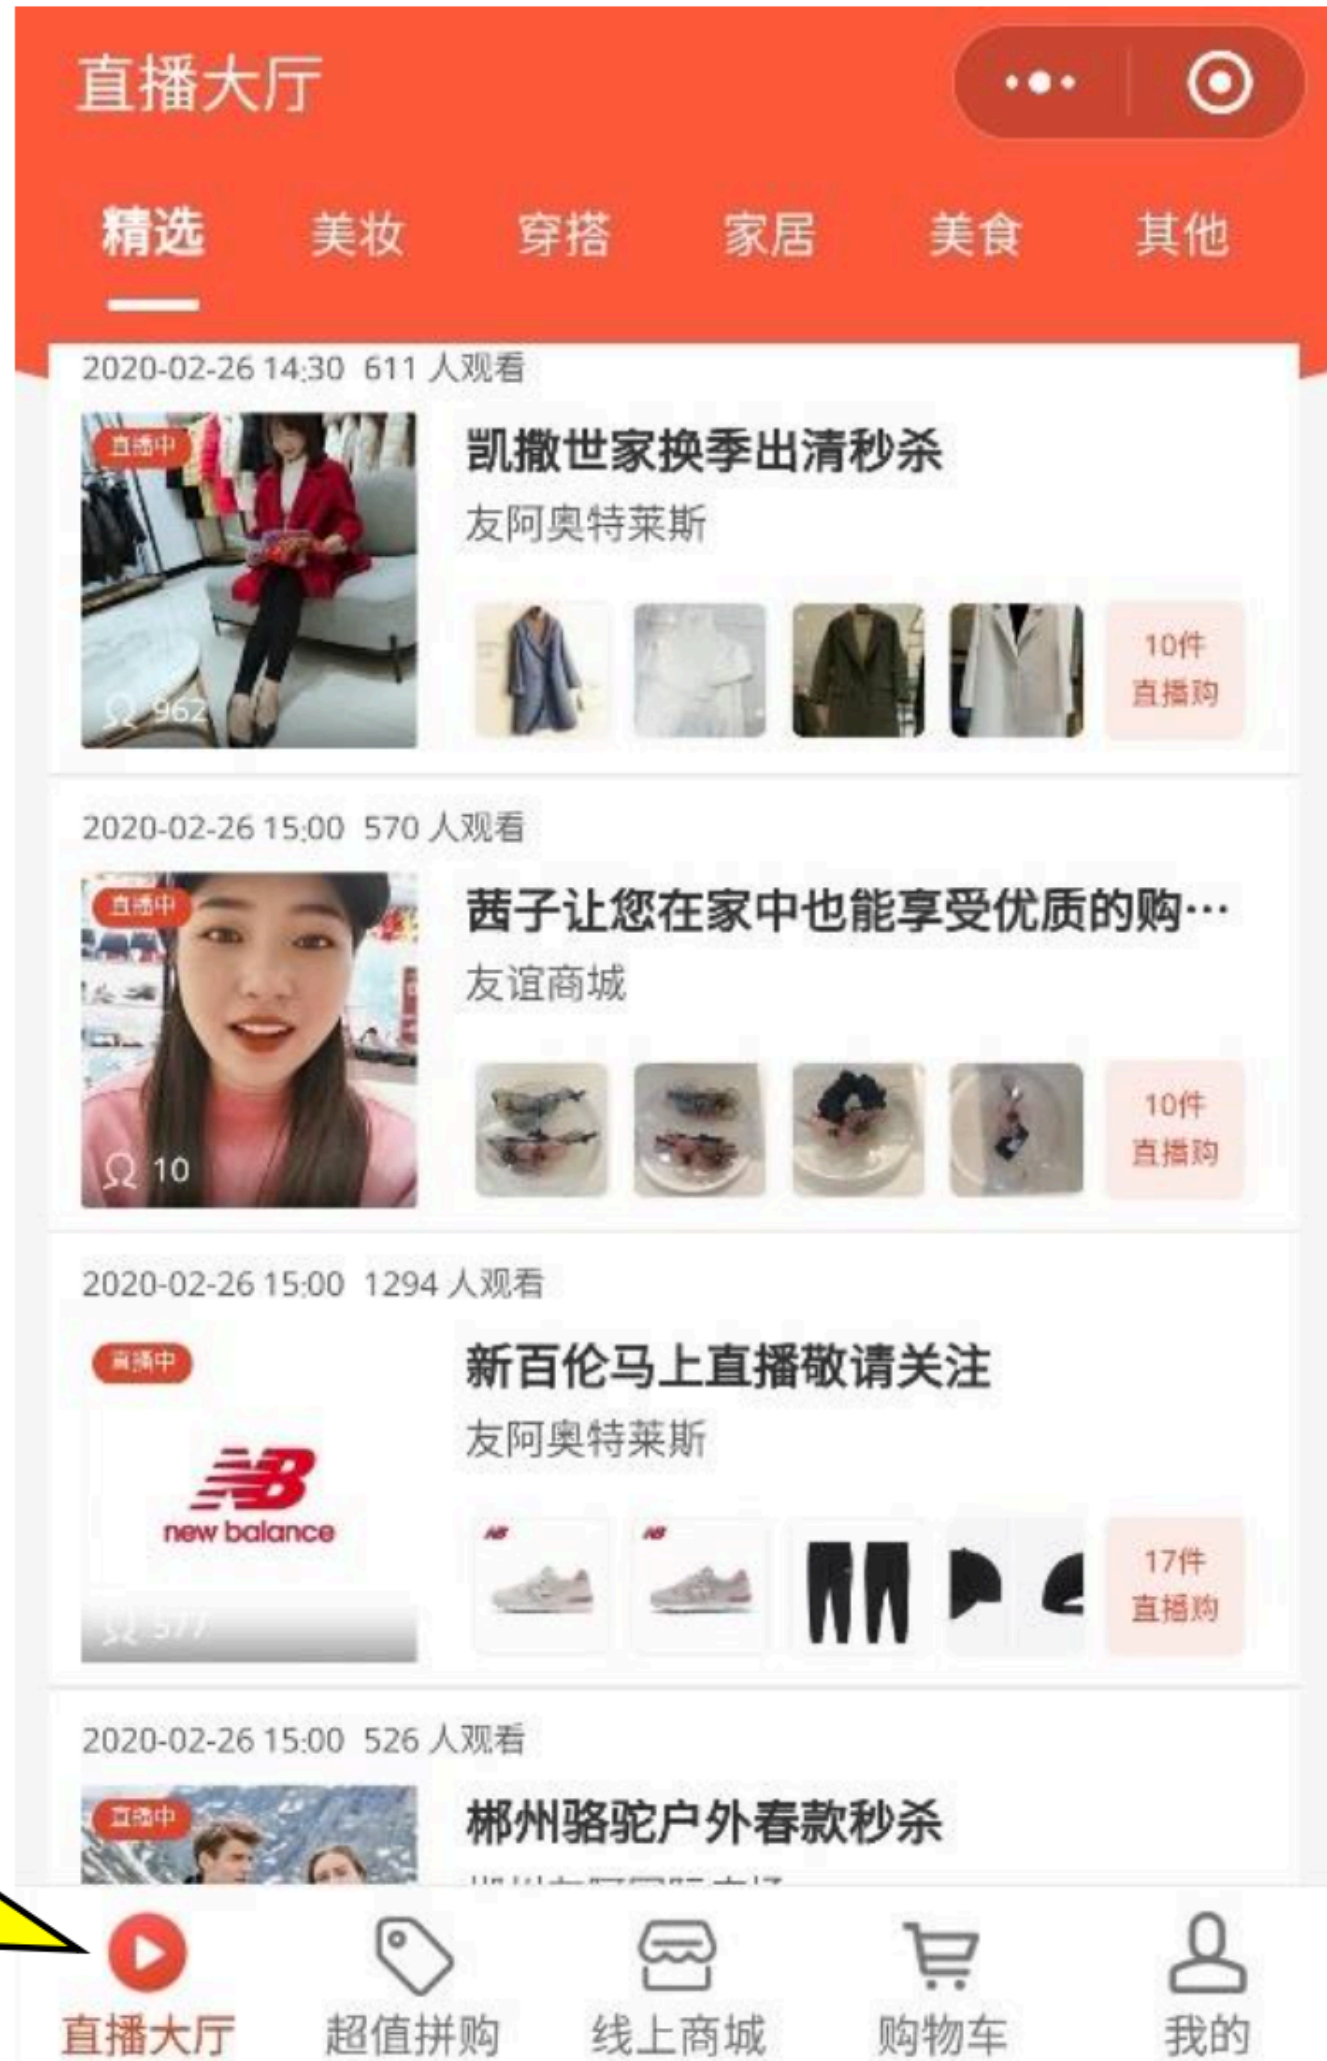 直播大厅
精选 美妆 穿搭 家居 美食 其他
2020-02-26 14:30 611 人观看
直播中
凯撒世家换季出清秒杀
友阿奥特莱斯
962
10件
直播购
2020-02-26 15:00 570 人观看
直播中
茜子让您在家中也能享受优质的购…
友谊商城
10
10件
直播购
2020-02-26 15:00 1294 人观看
直播中
新百伦马上直播敬请关注
友阿奥特莱斯
NB
new balance
577
NB NB
17件
直播购
2020-02-26 15:00 526 人观看
直播中
郴州骆驼户外春款秒杀
直播大厅 超值拼购 线上商城 购物车 我的